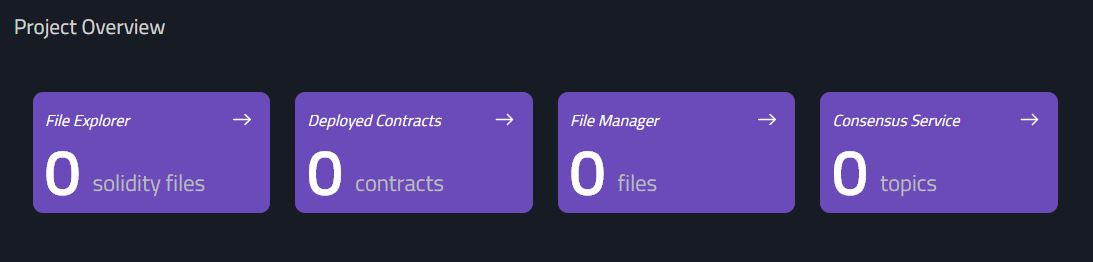 Project Overview
File Explorer →
0 solidity files
Deployed Contracts →
0 contracts
File Manager →
0 files
Consensus Service →
0 topics